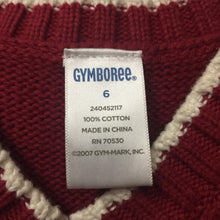 GYMBOREE®
6
240452117
100% COTTON
MADE IN CHINA
RN 70530
©2007 GYM-MARK, INC.